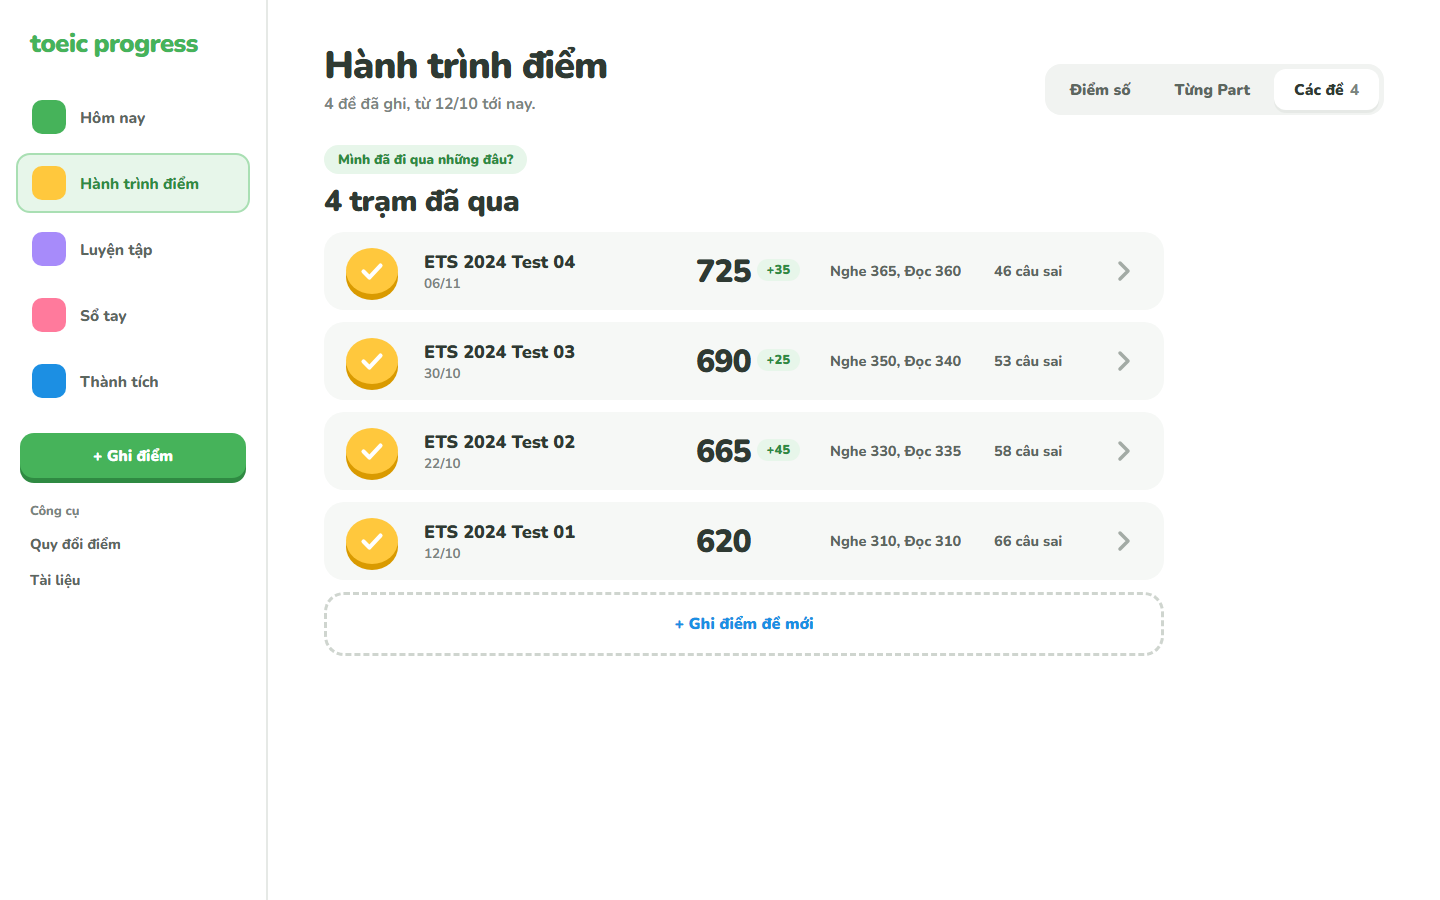 toeic progress
Hôm nay
Hành trình điểm
Luyện tập
Sổ tay
Thành tích
+ Ghi điểm
Công cụ
Quy đổi điểm
Tài liệu
Hành trình điểm
4 đề đã ghi, từ 12/10 tới nay.
Điểm số
Từng Part
Các đề 4
Mình đã đi qua những đâu?
4 trạm đã qua
ETS 2024 Test 04
06/11
725 +35
Nghe 365, Đọc 360
46 câu sai
ETS 2024 Test 03
30/10
690 +25
Nghe 350, Đọc 340
53 câu sai
ETS 2024 Test 02
22/10
665 +45
Nghe 330, Đọc 335
58 câu sai
ETS 2024 Test 01
12/10
620
Nghe 310, Đọc 310
66 câu sai
+ Ghi điểm đề mới